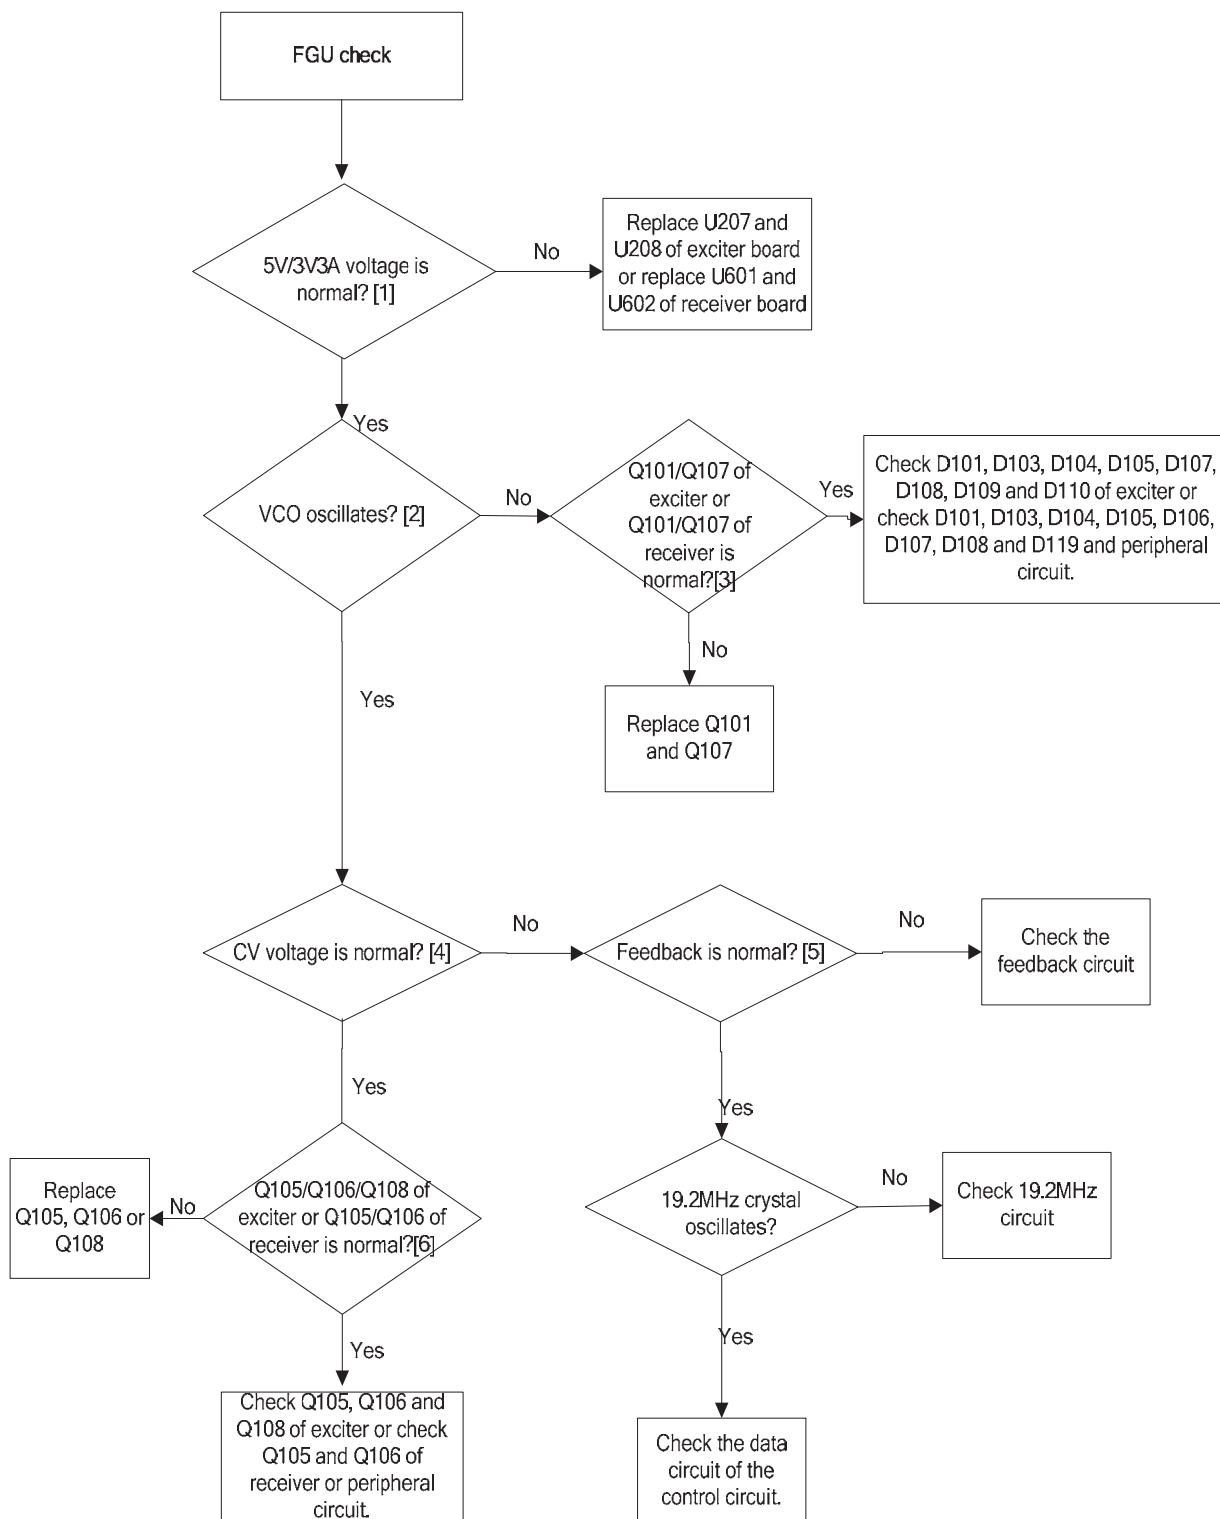 FGU check
5V/3V3A voltage is
normal? [1]
No
Replace U207 and
U208 of exciter board
or replace U601 and
U602 of receiver board
Yes
VCO oscillates? [2]
No
Q101/Q107 of
exciter or
Q101/Q107 of
receiver is
normal?[3]
Yes
Check D101, D103, D104, D105, D107,
D108, D109 and D110 of exciter or
check D101, D103, D104, D105, D106,
D107, D108 and D119 and peripheral
circuit.
No
Replace Q101
and Q107
Yes
CV voltage is normal? [4]
No
Feedback is normal? [5]
No
Check the
feedback circuit
Yes
Yes
Replace
Q105, Q106 or
Q108
No
Q105/Q106/Q108 of
exciter or Q105/Q106 of
receiver is normal?[6]
19.2MHz crystal
oscillates?
No
Check 19.2MHz
circuit
Yes
Yes
Check Q105, Q106 and
Q108 of exciter or check
Q105 and Q106 of
receiver or peripheral
circuit.
Check the data
circuit of the
control circuit.